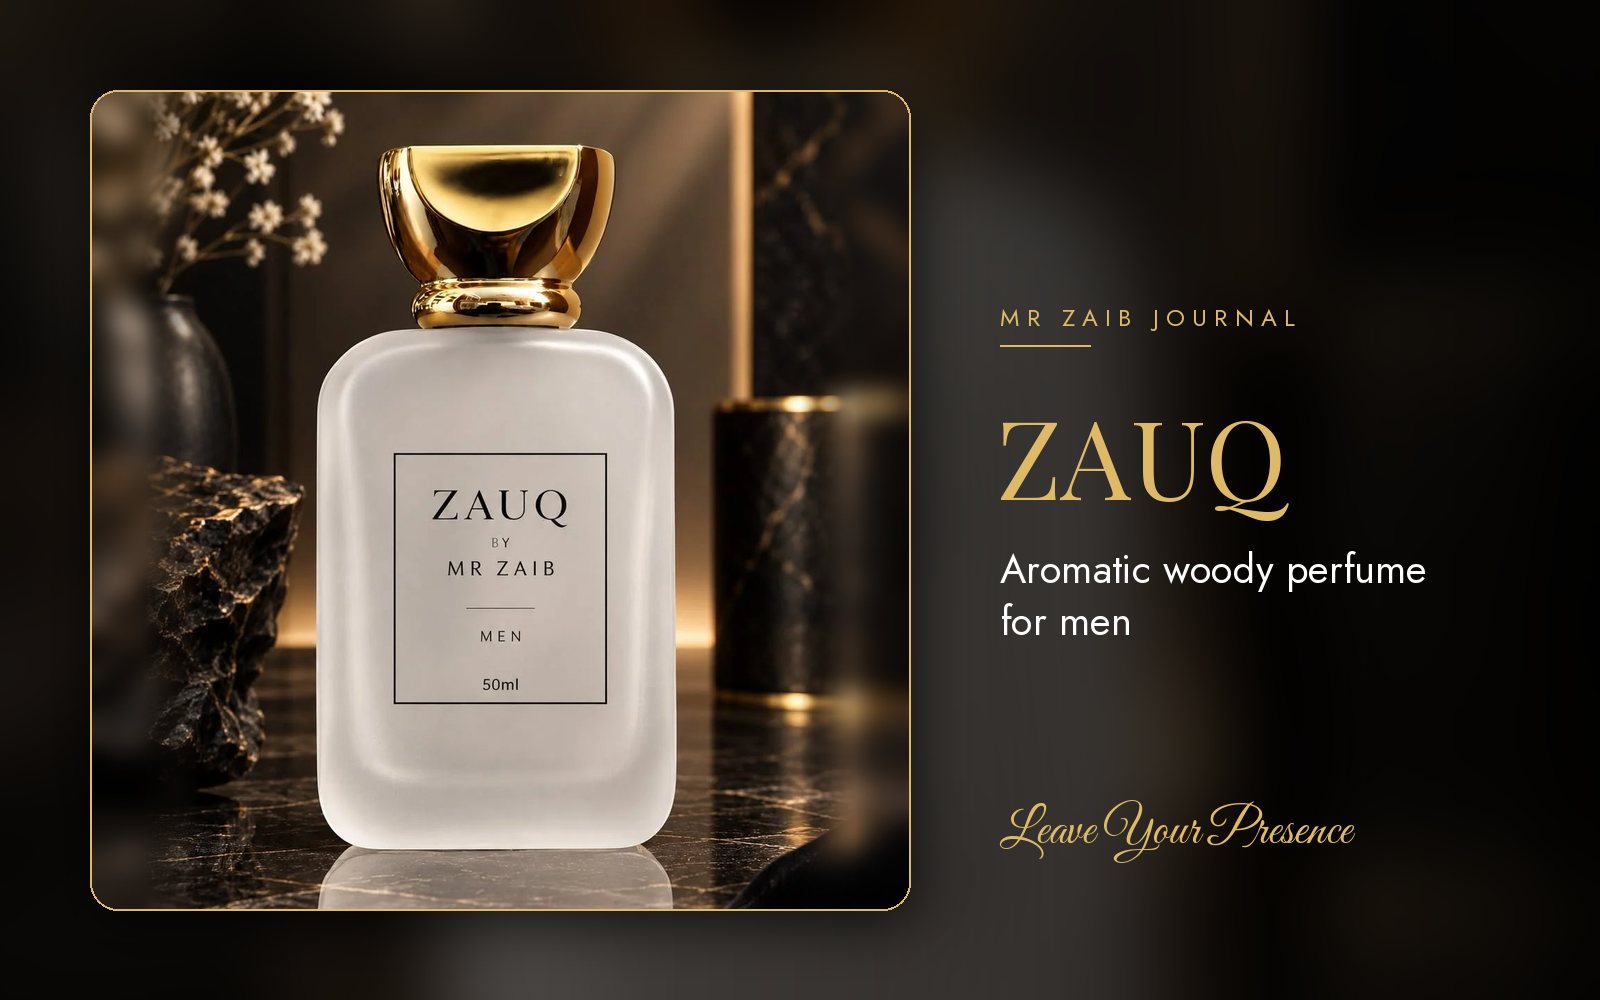 ZAUQ
BY
MR ZAIB
MEN
50ml
MR ZAIB JOURNAL
ZAUQ
Aromatic woody perfume
for men
Leave Your Presence